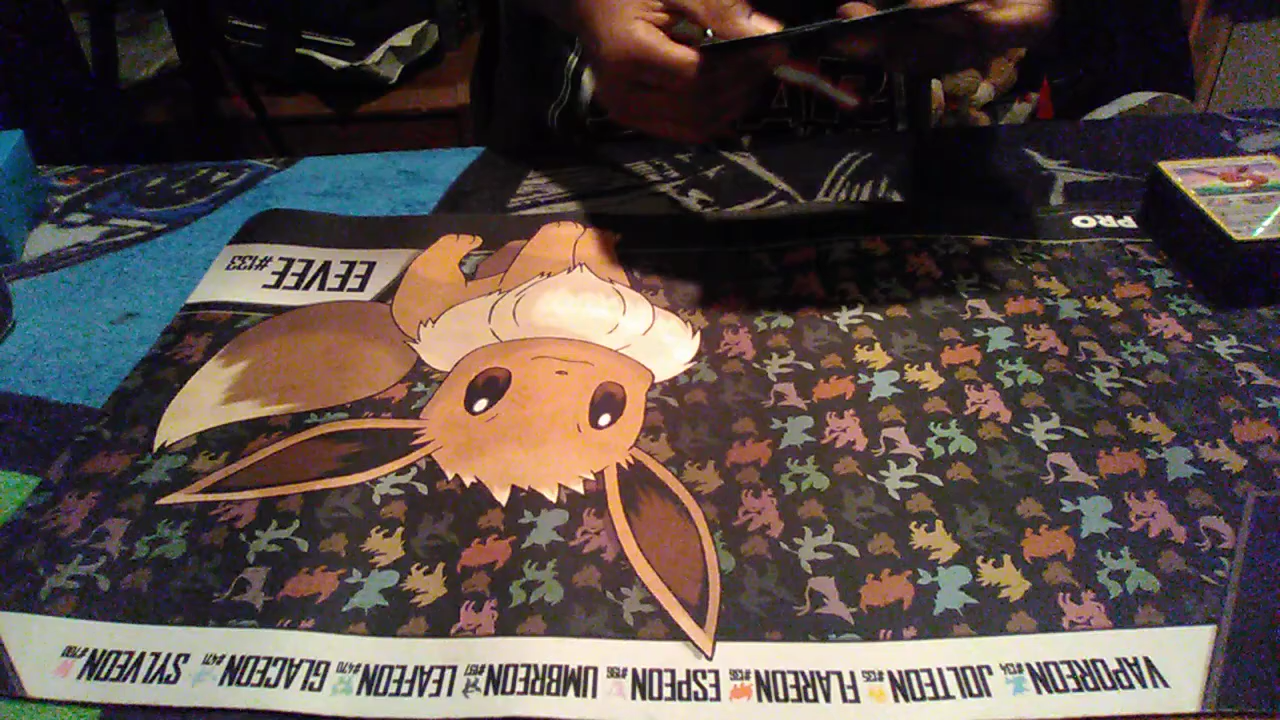 VAPOREON #134 JOLTEON #135 FLAREON #136 ESPEON #196 UMBREON #197 LEAFEON #470 GLACEON #471 SYLVEON #700
EEVEE #133
PRO